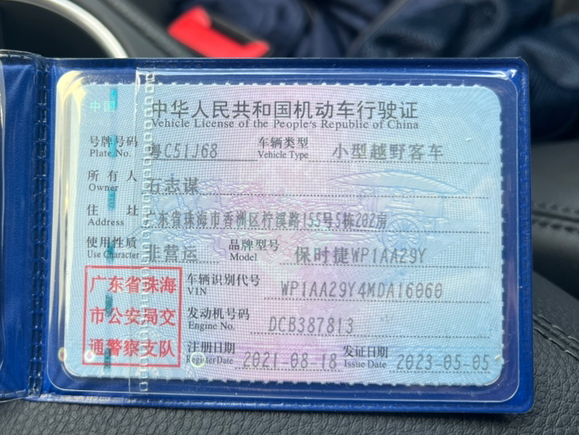 中国
中华人民共和国机动车行驶证
Vehicle License of the People's Republic of China
号牌号码 粤C51J68 车辆类型 小型越野客车
Plate No. Vehicle Type
所有人 石志谋
Owner
住址 广东省珠海市香洲区柠溪路155号5栋202房
Address
使用性质 非营运 品牌型号 保时捷WP1AA29Y
Use Character Model
广东省珠海
市公安局交
通警察支队
车辆识别代号 WP1AA29Y4MDA16060
VIN
发动机号码 DCB387813
Engine No.
注册日期 2021-08-18 发证日期 2023-05-05
Register Date Issue Date